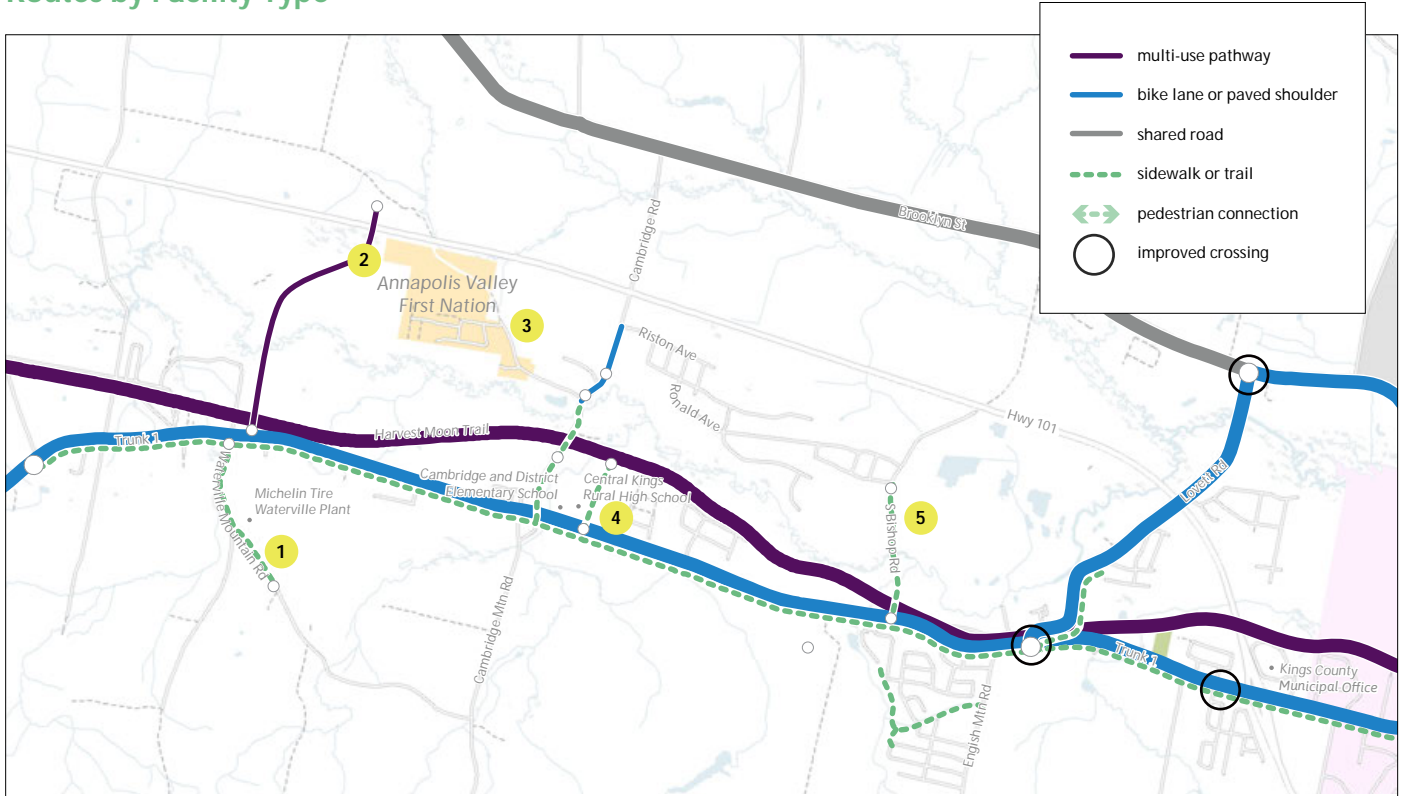 Routes by Facility Type
multi-use pathway
bike lane or paved shoulder
shared road
sidewalk or trail
pedestrian connection
improved crossing
Brooklyn St
Cambridge Rd
2
Annapolis Valley
First Nation
3
Riston Ave
Ronald Ave
Hwy 101
Harvest Moon Trail
Trunk 1
Lovett Rd
Cambridge and District
Elementary School
Central Kings
Rural High School
Waterville Mountain Rd
Michelin Tire
Waterville Plant
4
5
S Bishop Rd
1
Cambridge Mtn Rd
Trunk 1
Kings County
Municipal Office
Engish Mtn Rd